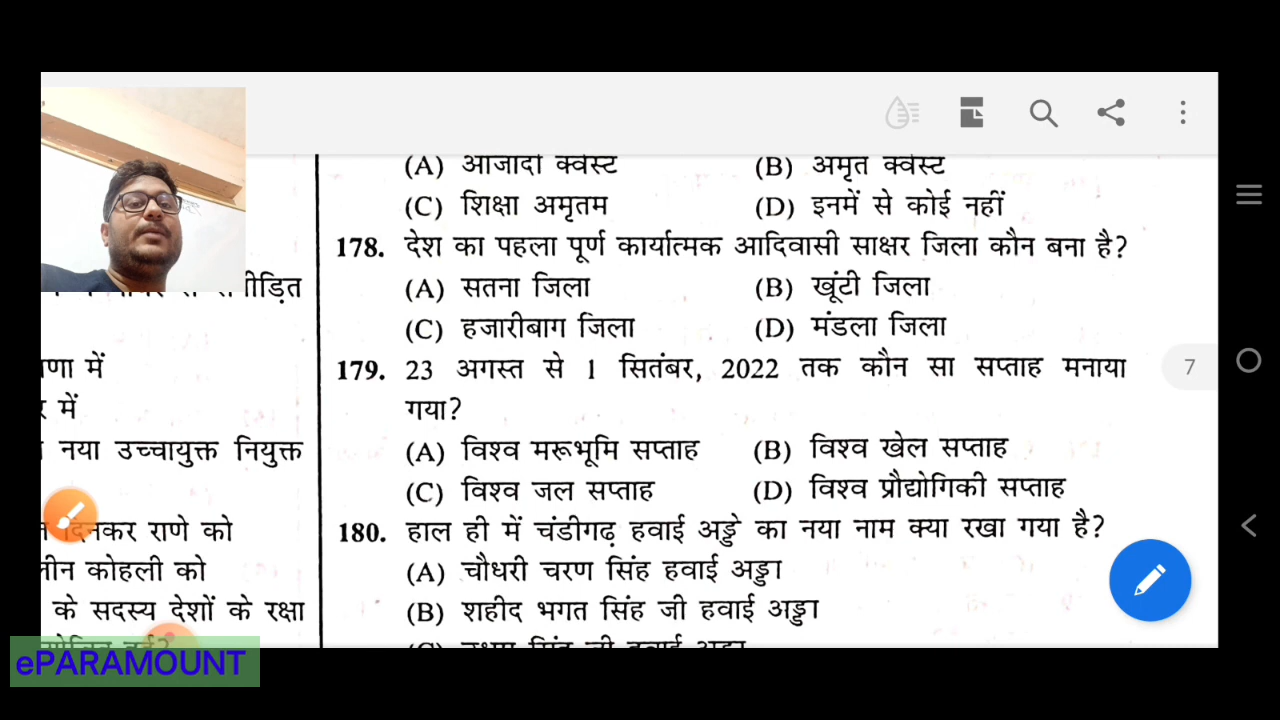 (A) आजादी क्वेस्ट (B) अमृत क्वेस्ट
(C) शिक्षा अमृतम (D) इनमें से कोई नहीं
178. देश का पहला पूर्ण कार्यात्मक आदिवासी साक्षर जिला कौन बना है?
(A) सतना जिला (B) खूंटी जिला
(C) हजारीबाग जिला (D) मंडला जिला
179. 23 अगस्त से 1 सितंबर, 2022 तक कौन सा सप्ताह मनाया
गया?
(A) विश्व मरूभूमि सप्ताह (B) विश्व खेल सप्ताह
(C) विश्व जल सप्ताह (D) विश्व प्रौद्योगिकी सप्ताह
180. हाल ही में चंडीगढ़ हवाई अड्डे का नया नाम क्या रखा गया है?
(A) चौधरी चरण सिंह हवाई अड्डा
(B) शहीद भगत सिंह जी हवाई अड्डा
में
में
नया उच्चायुक्त नियुक्त
दिनकर राणे को
कोहली को
के सदस्य देशों के रक्षा
7
ePARAMOUNT